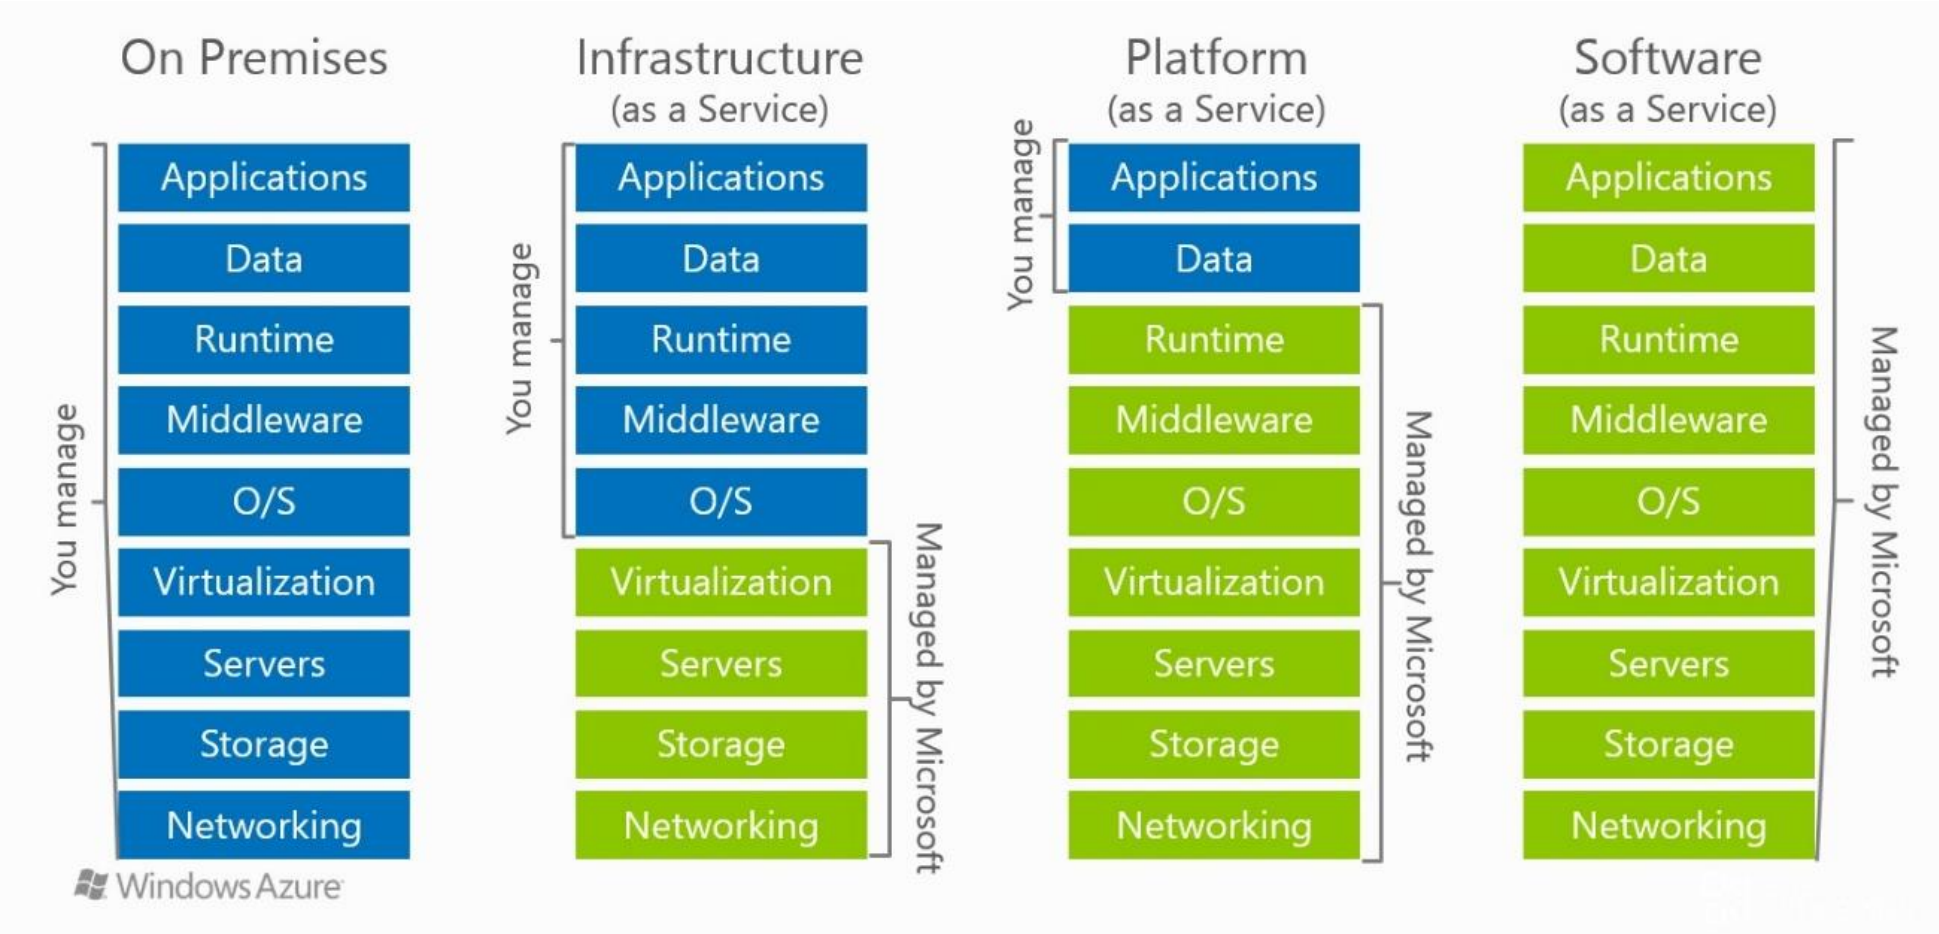 On Premises
You manage
Applications
Data
Runtime
Middleware
O/S
Virtualization
Servers
Storage
Networking
Infrastructure
(as a Service)
You manage
Applications
Data
Runtime
Middleware
O/S
Virtualization
Servers
Storage
Networking
Managed by Microsoft
Platform
(as a Service)
You manage
Applications
Data
Runtime
Middleware
O/S
Virtualization
Servers
Storage
Networking
Managed by Microsoft
Software
(as a Service)
Applications
Data
Runtime
Middleware
O/S
Virtualization
Servers
Storage
Networking
Managed by Microsoft
Windows Azure